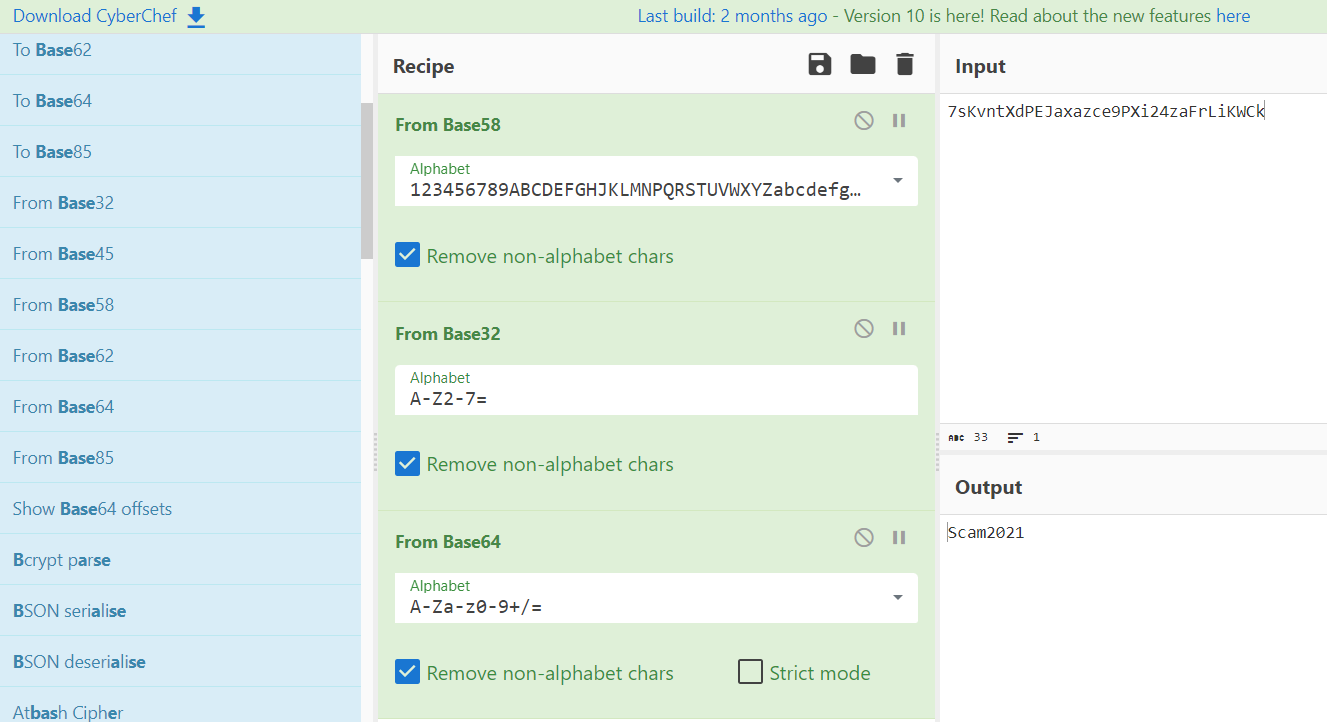 Download CyberChef
Last build: 2 months ago - Version 10 is here! Read about the new features here
To Base62
To Base64
To Base85
From Base32
From Base45
From Base58
From Base62
From Base64
From Base85
Show Base64 offsets
Bcrypt parse
BSON serialise
BSON deserialise
Atbash Cipher
Recipe
From Base58
Alphabet
123456789ABCDEFGHJKLMNPQRSTUVWXYZabcdefg…
Remove non-alphabet chars
From Base32
Alphabet
A-Z2-7=
Remove non-alphabet chars
From Base64
Alphabet
A-Za-z0-9+/=
Remove non-alphabet chars
Strict mode
Input
7sKvntXdPEJaxazce9PXi24zaFrLiKWCk
ABC 33 1
Output
Scam2021